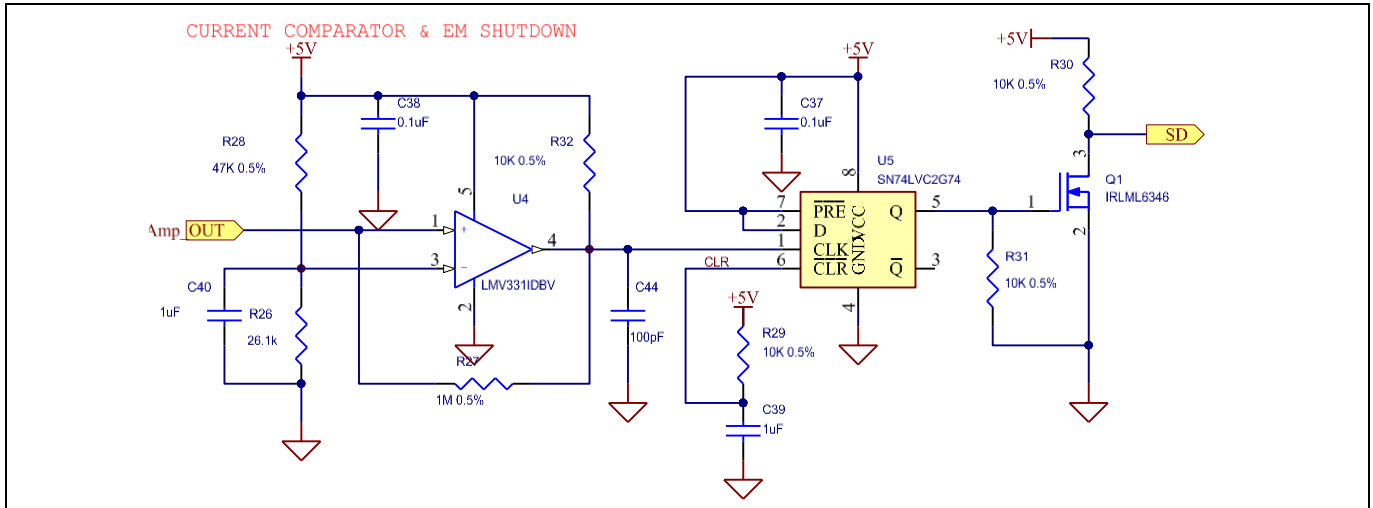 CURRENT COMPARATOR & EM SHUTDOWN
+5V
+5V
+5V
R30
10K 0.5%
C38
0.1uF
C37
0.1uF
R28
47K 0.5%
R32
10K 0.5%
SD
U5
SN74LVC2G74
3
Q1
IRLML6346
5
U4
8
7
PRE
VCC
Q
5
1
2
Amp_OUT
1
+
2
D
4
1
CLK
GND
3
-
CLR
6
CLR
Q
3
LMV331IDBV
R31
10K 0.5%
C40
1uF
R26
26.1k
2
C44
100pF
+5V
4
R29
10K 0.5%
R27
1M 0.5%
C39
1uF